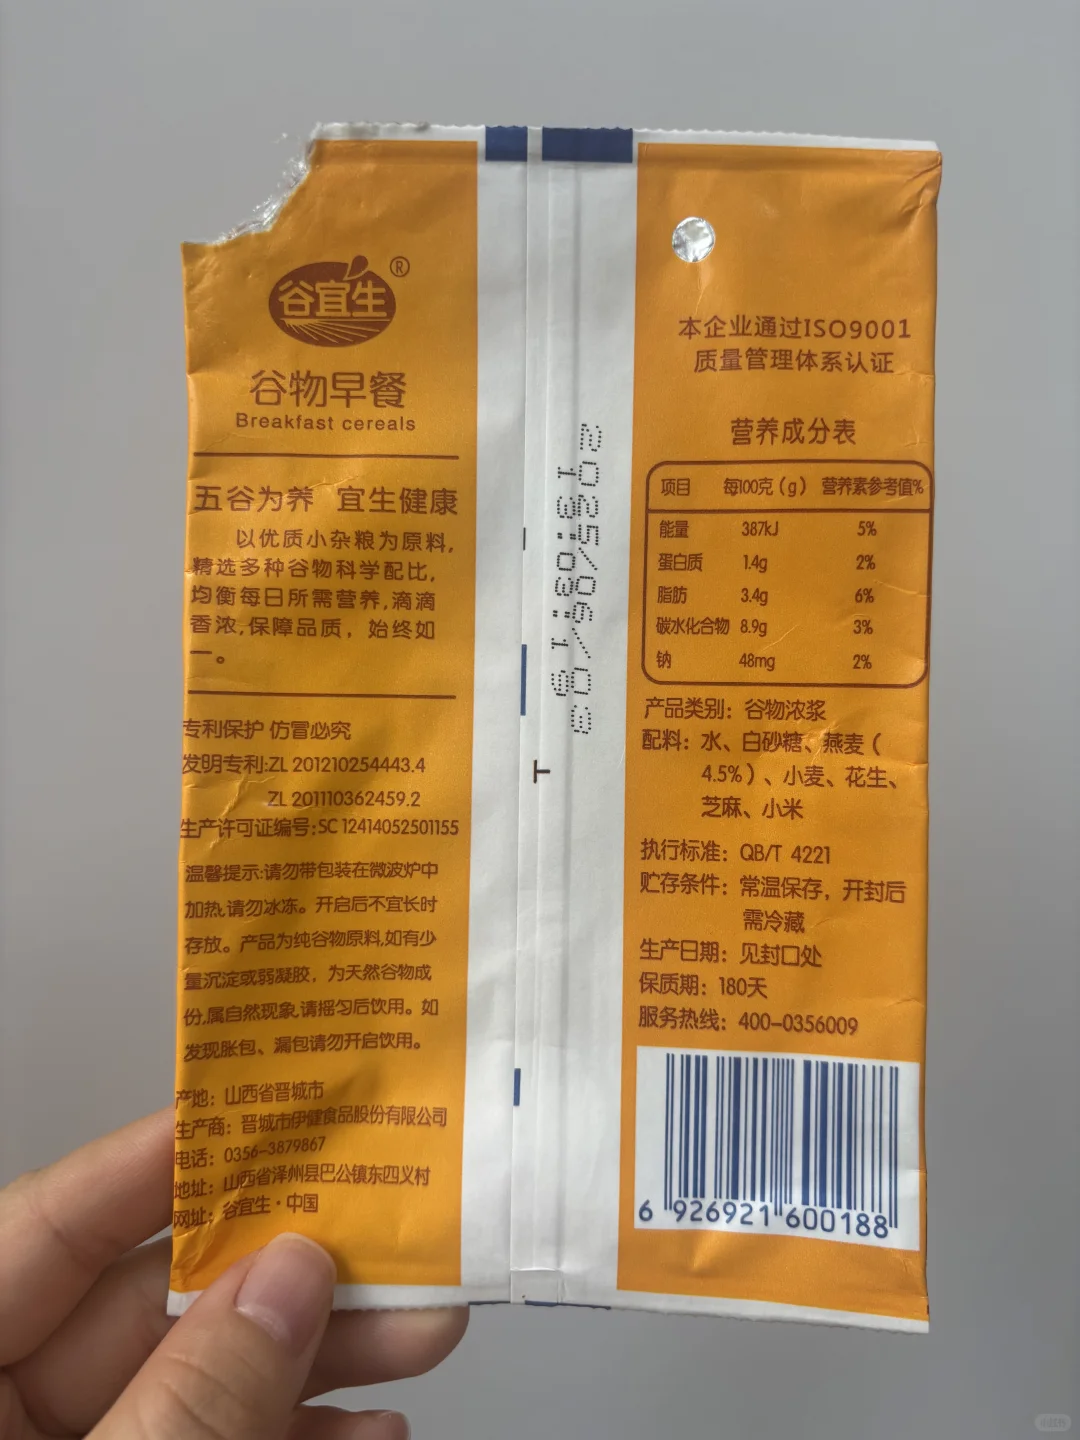 谷宜生®
谷物早餐
Breakfast cereals
五谷为养 宜生健康
以优质小杂粮为原料,
精选多种谷物科学配比,
均衡每日所需营养,滴滴
香浓,保障品质，始终如
一。
专利保护 仿冒必究
发明专利:ZL 201210254443.4
ZL 201110362459.2
生产许可证编号:SC 12414052501155
温馨提示:请勿带包装在微波炉中
加热,请勿冰冻。开启后不宜长时
存放。产品为纯谷物原料,如有少
量沉淀或弱凝胶，为天然谷物成
份,属自然现象,请摇匀后饮用。如
发现胀包、漏包请勿开启饮用。
产地：山西省晋城市
生产商：晋城市伊健食品股份有限公司
电话：0356-3879867
地址：山西省泽州县巴公镇东四义村
网址：谷宜生·中国
2025/09/03
13:03:19
T
本企业通过ISO9001
质量管理体系认证
营养成分表
项目 每100克（g） 营养素参考值%
能量 387kJ 5%
蛋白质 1.4g 2%
脂肪 3.4g 6%
碳水化合物 8.9g 3%
钠 48mg 2%
产品类别：谷物浓浆
配料：水、白砂糖、燕麦（
4.5%）、小麦、花生、
芝麻、小米
执行标准：QB/T 4221
贮存条件：常温保存，开封后
需冷藏
生产日期：见封口处
保质期：180天
服务热线：400-0356009
6 926921 600188